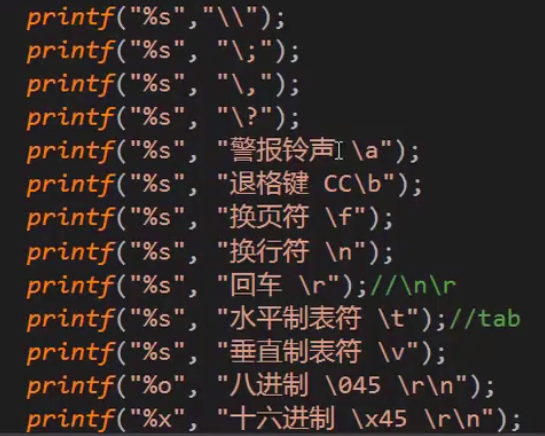 printf("%s","\\");
printf("%s", "\;");
printf("%s", "\,");
printf("%s", "\?");
printf("%s", "警报铃声 \a");
printf("%s", "退格键 CC\b");
printf("%s", "换页符 \f");
printf("%s", "换行符 \n");
printf("%s", "回车 \r");//\n\r
printf("%s", "水平制表符 \t");//tab
printf("%s", "垂直制表符 \v");
printf("%o", "八进制 \045 \r\n");
printf("%x", "十六进制 \x45 \r\n");